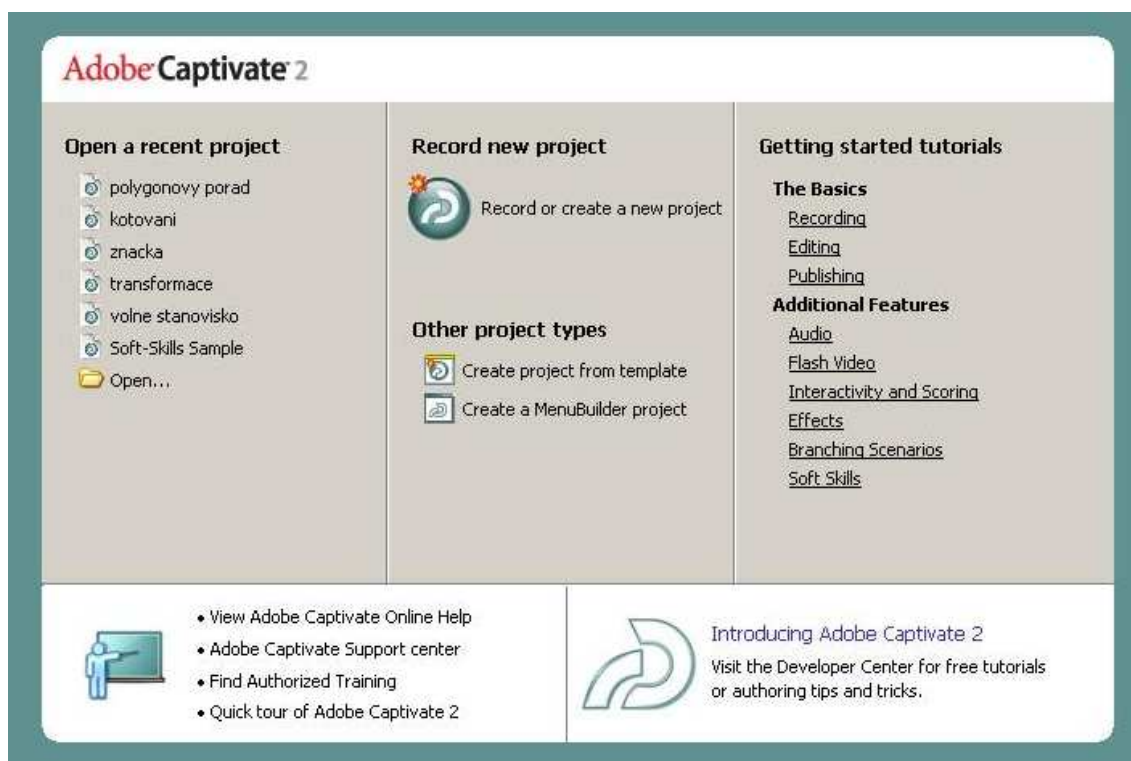 Adobe Captivate 2
Open a recent project
polygonovy porad
kotovani
znacka
transformace
volne stanovisko
Soft-Skills Sample
Open...
Record new project
Record or create a new project
Other project types
Create project from template
Create a MenuBuilder project
Getting started tutorials
The Basics
Recording
Editing
Publishing
Additional Features
Audio
Flash Video
Interactivity and Scoring
Effects
Branching Scenarios
Soft Skills
• View Adobe Captivate Online Help
• Adobe Captivate Support center
• Find Authorized Training
• Quick tour of Adobe Captivate 2
Introducing Adobe Captivate 2
Visit the Developer Center for free tutorials
or authoring tips and tricks.